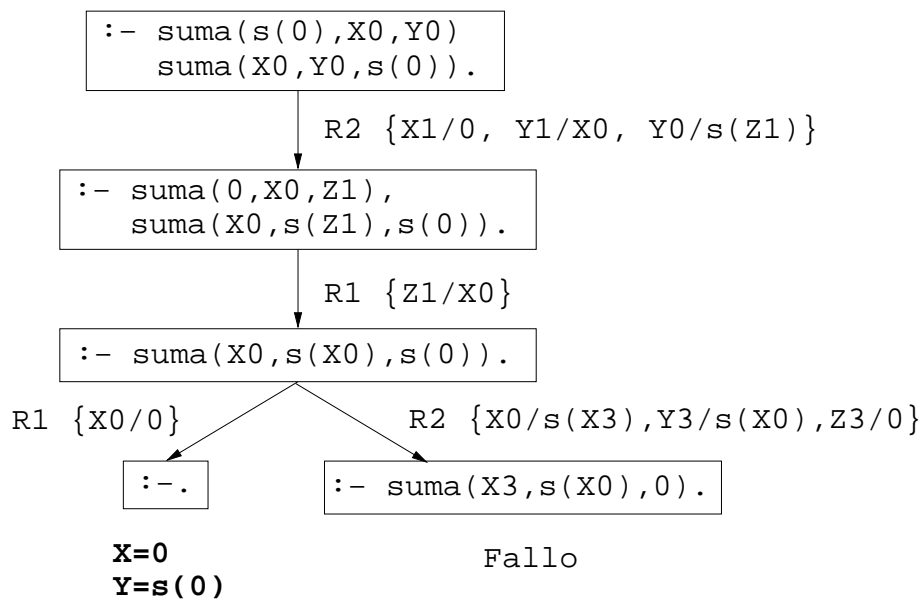 :- suma(s(0),X0,Y0)
suma(X0,Y0,s(0)).
R2 {X1/0, Y1/X0, Y0/s(Z1)}
:- suma(0,X0,Z1),
suma(X0,s(Z1),s(0)).
R1 {Z1/X0}
:- suma(X0,s(X0),s(0)).
R1 {X0/0}
R2 {X0/s(X3),Y3/s(X0),Z3/0}
:-.
:- suma(X3,s(X0),0).
X=0
Y=s(0)
Fallo